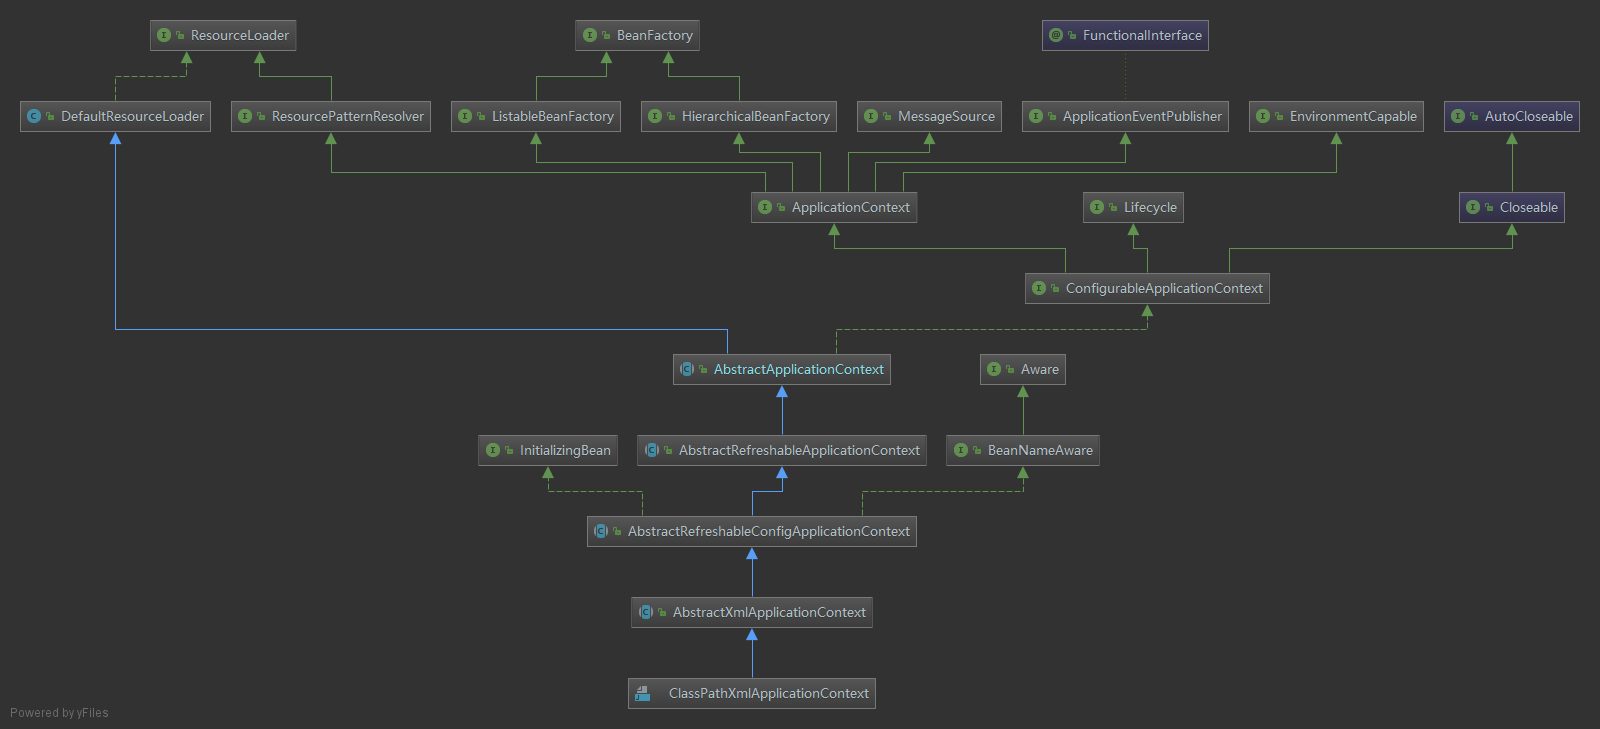 ResourceLoader
BeanFactory
FunctionalInterface
DefaultResourceLoader
ResourcePatternResolver
ListableBeanFactory
HierarchicalBeanFactory
MessageSource
ApplicationEventPublisher
EnvironmentCapable
AutoCloseable
ApplicationContext
Lifecycle
Closeable
ConfigurableApplicationContext
AbstractApplicationContext
Aware
InitializingBean
AbstractRefreshableApplicationContext
BeanNameAware
AbstractRefreshableConfigApplicationContext
AbstractXmlApplicationContext
ClassPathXmlApplicationContext
Powered by yFiles